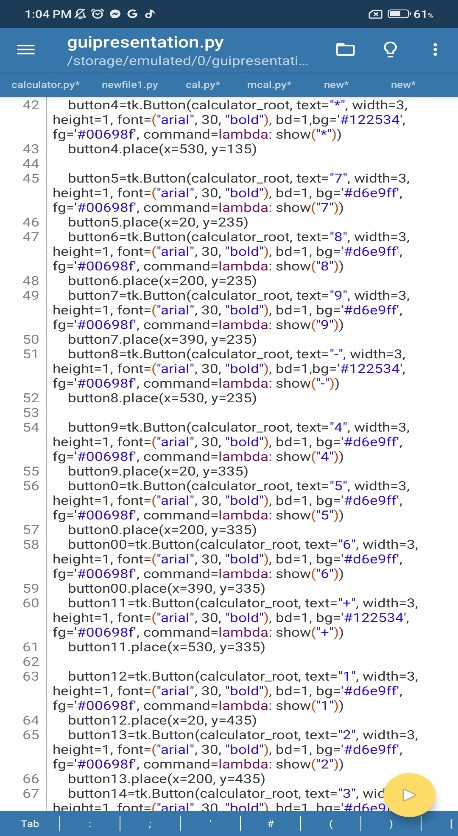 1:04 PM
61%
guipresentation.py
/storage/emulated/0/guipresentati...
calculator.py* newfile1.py cal.py* mcal.py* new* new*
42 button4=tk.Button(calculator_root, text="*", width=3,
height=1, font=("arial", 30, "bold"), bd=1,bg='#122534',
fg='#00698f', command=lambda: show("*"))
43 button4.place(x=530, y=135)
44
45 button5=tk.Button(calculator_root, text="7", width=3,
height=1, font=("arial", 30, "bold"), bd=1, bg='#d6e9ff',
fg='#00698f', command=lambda: show("7"))
46 button5.place(x=20, y=235)
47 button6=tk.Button(calculator_root, text="8", width=3,
height=1, font=("arial", 30, "bold"), bd=1, bg='#d6e9ff',
fg='#00698f', command=lambda: show("8"))
48 button6.place(x=200, y=235)
49 button7=tk.Button(calculator_root, text="9", width=3,
height=1, font=("arial", 30, "bold"), bd=1, bg='#d6e9ff',
fg='#00698f', command=lambda: show("9"))
50 button7.place(x=390, y=235)
51 button8=tk.Button(calculator_root, text="-", width=3,
height=1, font=("arial", 30, "bold"), bd=1,bg='#122534',
fg='#00698f', command=lambda: show("-"))
52 button8.place(x=530, y=235)
53
54 button9=tk.Button(calculator_root, text="4", width=3,
height=1, font=("arial", 30, "bold"), bd=1, bg='#d6e9ff',
fg='#00698f', command=lambda: show("4"))
55 button9.place(x=20, y=335)
56 button0=tk.Button(calculator_root, text="5", width=3,
height=1, font=("arial", 30, "bold"), bd=1, bg='#d6e9ff',
fg='#00698f', command=lambda: show("5"))
57 button0.place(x=200, y=335)
58 button00=tk.Button(calculator_root, text="6", width=3,
height=1, font=("arial", 30, "bold"), bd=1, bg='#d6e9ff',
fg='#00698f', command=lambda: show("6"))
59 button00.place(x=390, y=335)
60 button11=tk.Button(calculator_root, text="+", width=3,
height=1, font=("arial", 30, "bold"), bd=1, bg='#122534',
fg='#00698f', command=lambda: show("+"))
61 button11.place(x=530, y=335)
62
63 button12=tk.Button(calculator_root, text="1", width=3,
height=1, font=("arial", 30, "bold"), bd=1, bg='#d6e9ff',
fg='#00698f', command=lambda: show("1"))
64 button12.place(x=20, y=435)
65 button13=tk.Button(calculator_root, text="2", width=3,
height=1, font=("arial", 30, "bold"), bd=1, bg='#d6e9ff',
fg='#00698f', command=lambda: show("2"))
66 button13.place(x=200, y=435)
67 button14=tk.Button(calculator_root, text="3", wid
height=1, font=("arial", 30, "bold"), bd=1, bg='#d6e9
Tab : ; ' # ( ) [